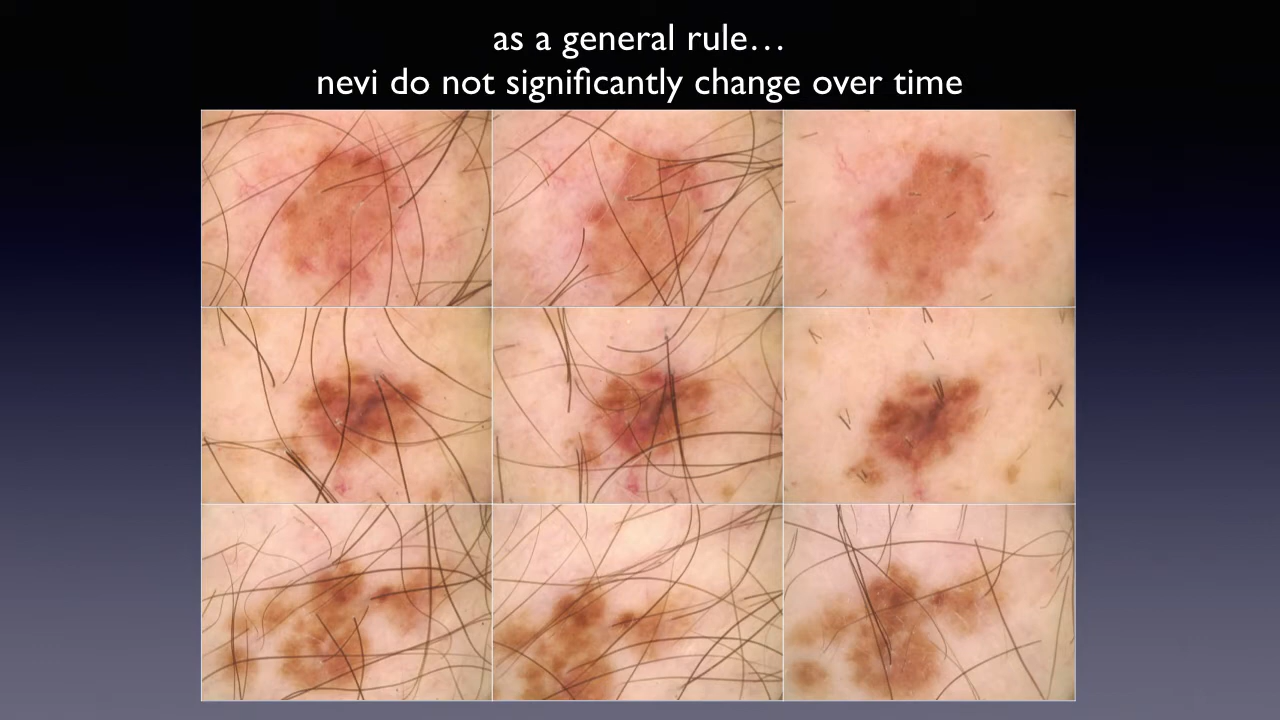 as a general rule…
nevi do not significantly change over time